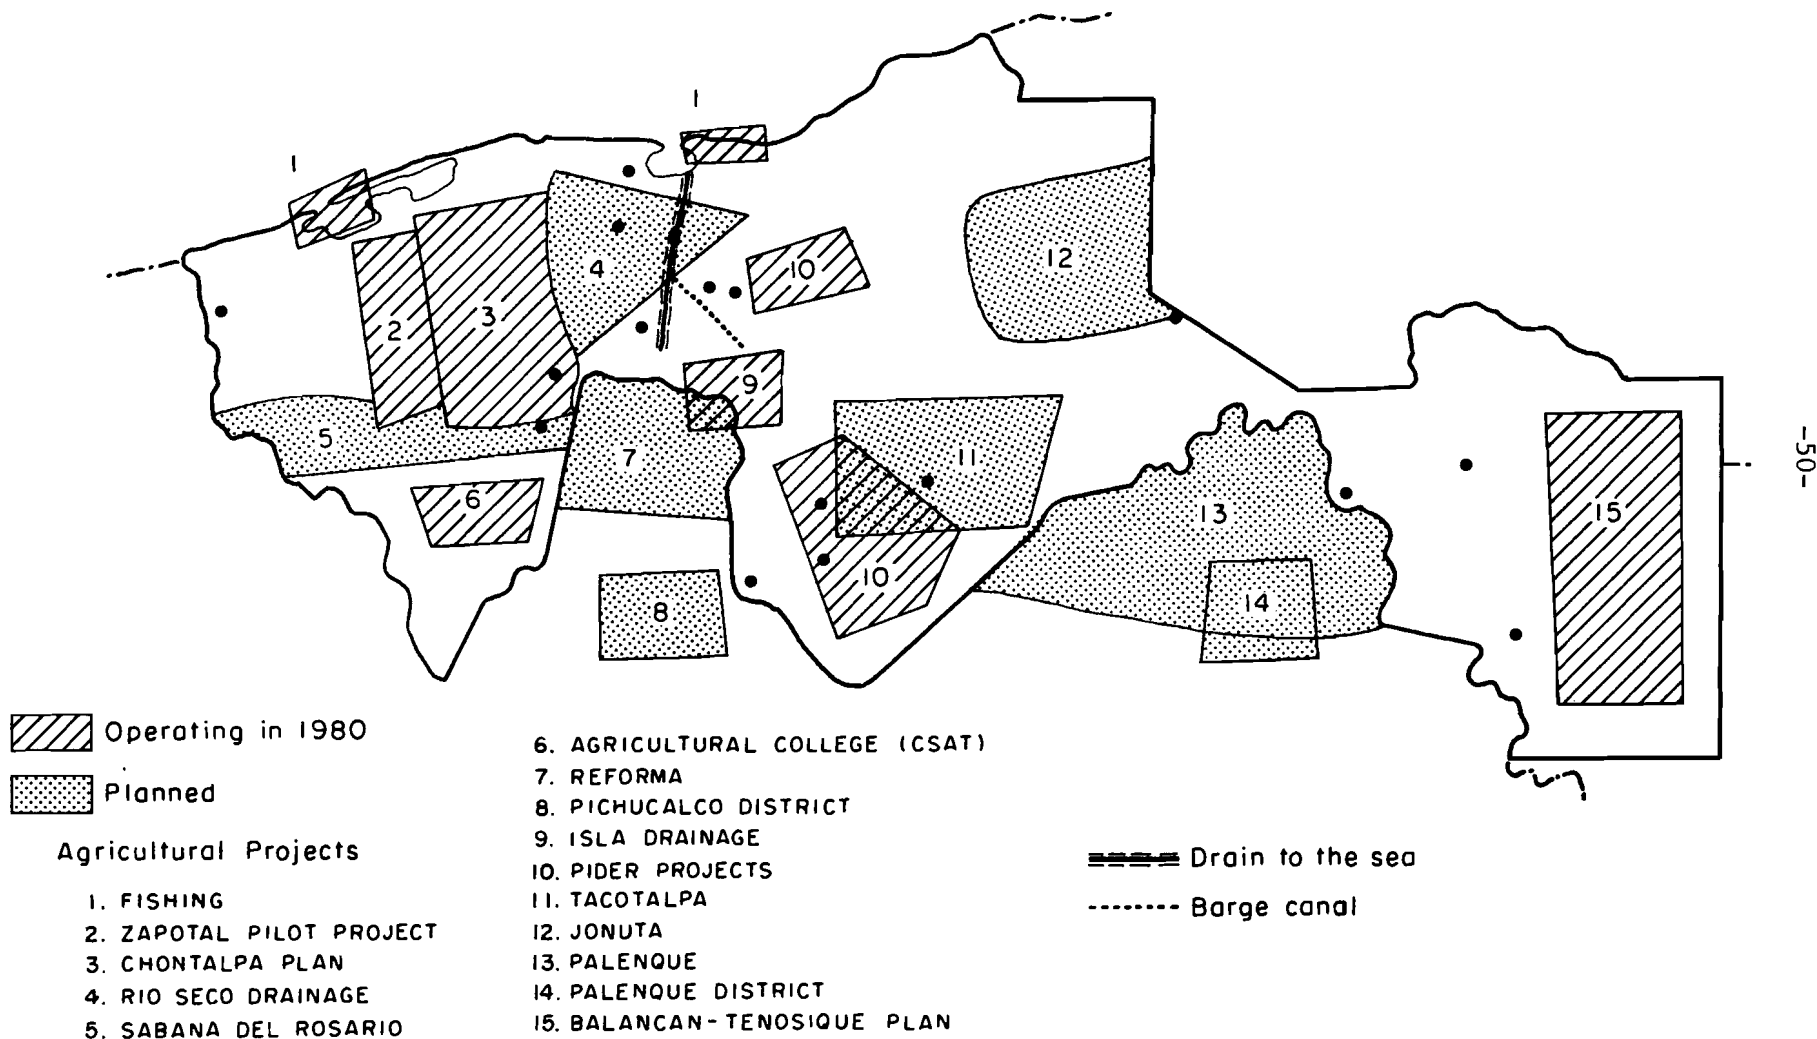 1
1
2
3
4
10
12
5
9
6
7
11
13
15
10
8
14
-50-
Operating in 1980
Planned
Agricultural Projects
1. FISHING
2. ZAPOTAL PILOT PROJECT
3. CHONTALPA PLAN
4. RIO SECO DRAINAGE
5. SABANA DEL ROSARIO
6. AGRICULTURAL COLLEGE (CSAT)
7. REFORMA
8. PICHUCALCO DISTRICT
9. ISLA DRAINAGE
10. PIDER PROJECTS
11. TACOTALPA
12. JONUTA
13. PALENQUE
14. PALENQUE DISTRICT
15. BALANCAN-TENOSIQUE PLAN
Drain to the sea
Barge canal